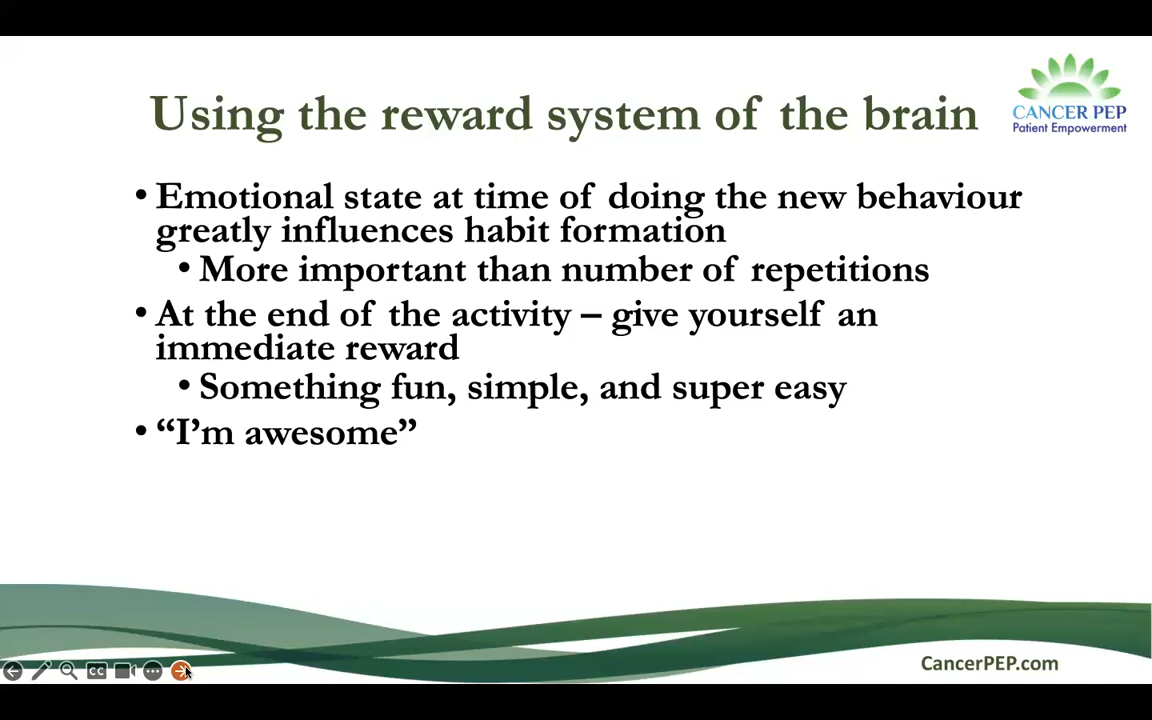 Using the reward system of the brain
CANCER PEP
Patient Empowerment
• Emotional state at time of doing the new behaviour
greatly influences habit formation
• More important than number of repetitions
• At the end of the activity – give yourself an
immediate reward
• Something fun, simple, and super easy
• “I’m awesome”
CC
CancerPEP.com